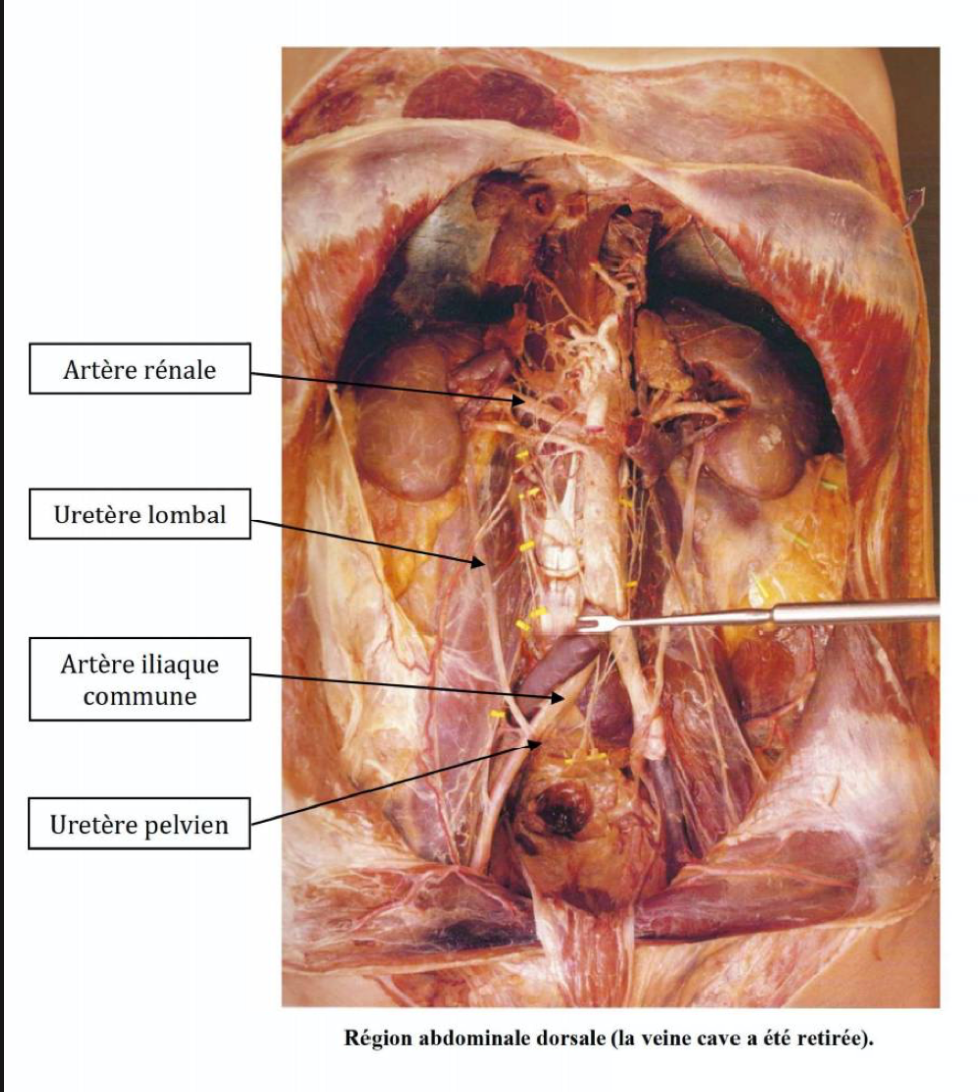 Artère rénale
Uretère lombal
Artère iliaque
commune
Uretère pelvien
Région abdominale dorsale (la veine cave a été retirée).